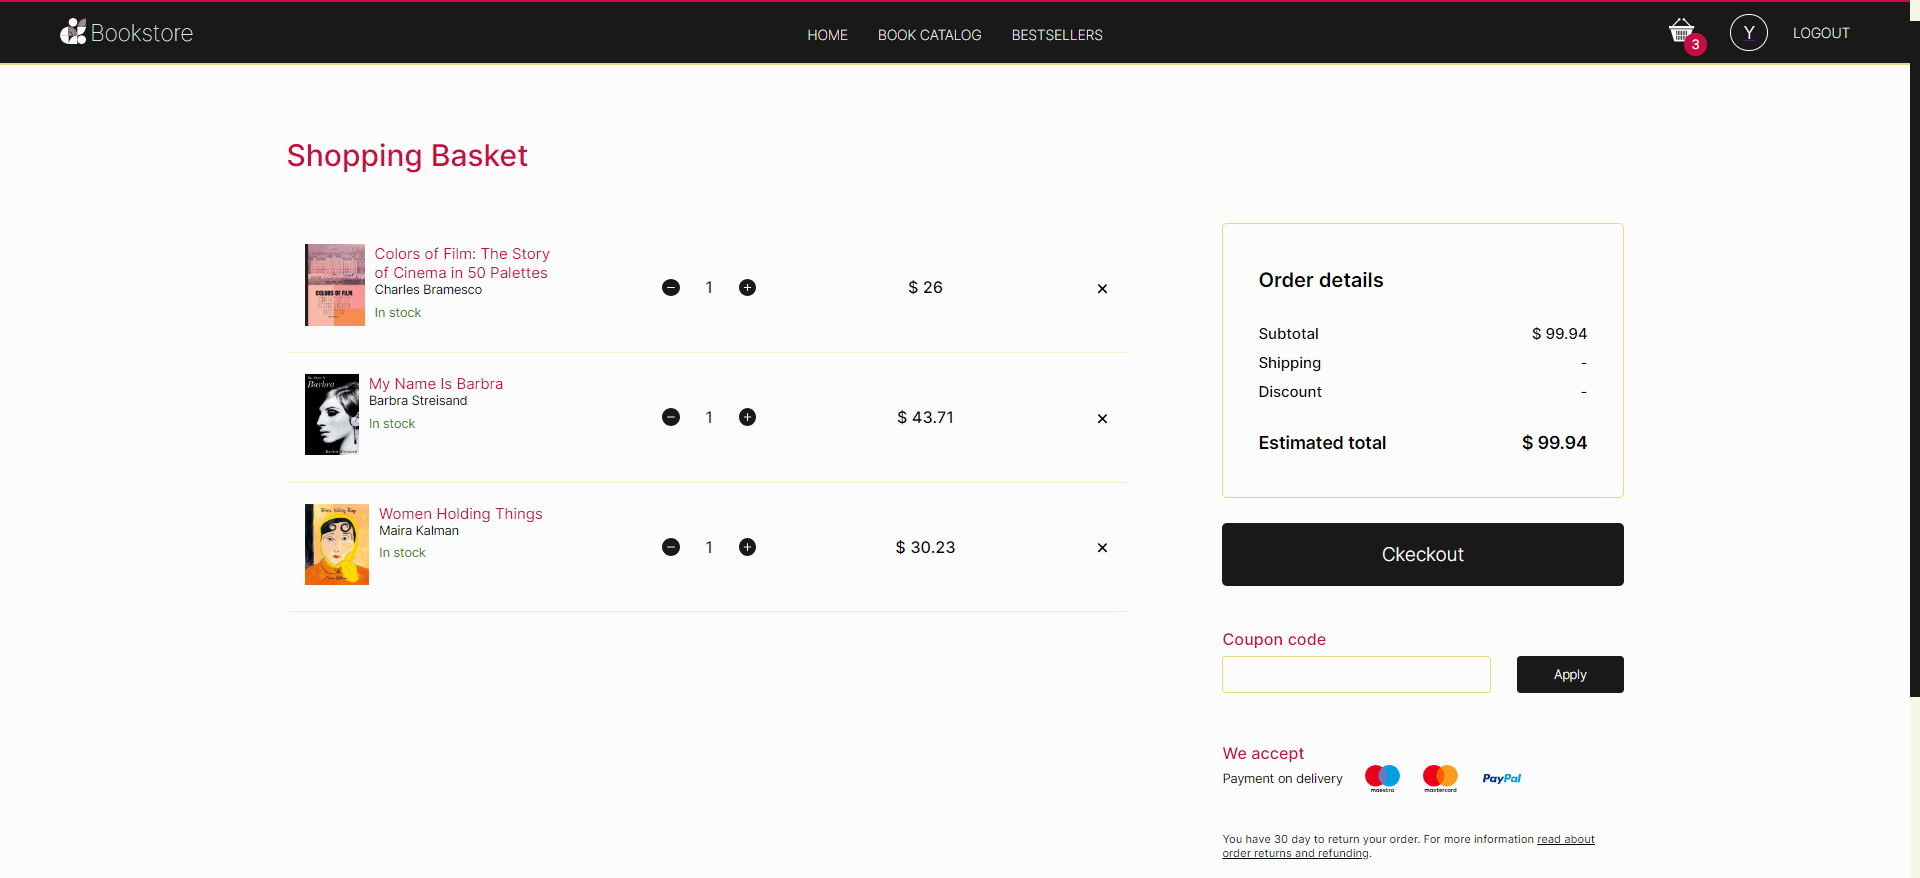 Bookstore
HOME BOOK CATALOG BESTSELLERS
3
Y
LOGOUT
Shopping Basket
COLORS OF FILM
Colors of Film: The Story
of Cinema in 50 Palettes
Charles Bramesco
In stock
1
$ 26
My Name Is
Barbra
Barbra Streisand
My Name Is Barbra
Barbra Streisand
In stock
1
$ 43.71
Women Holding Things
Maira Kalman
Women Holding Things
Maira Kalman
In stock
1
$ 30.23
Order details
Subtotal $ 99.94
Shipping -
Discount -
Estimated total $ 99.94
Ckeckout
Coupon code
Apply
We accept
Payment on delivery
maestro
mastercard
PayPal
You have 30 day to return your order. For more information read about
order returns and refunding.